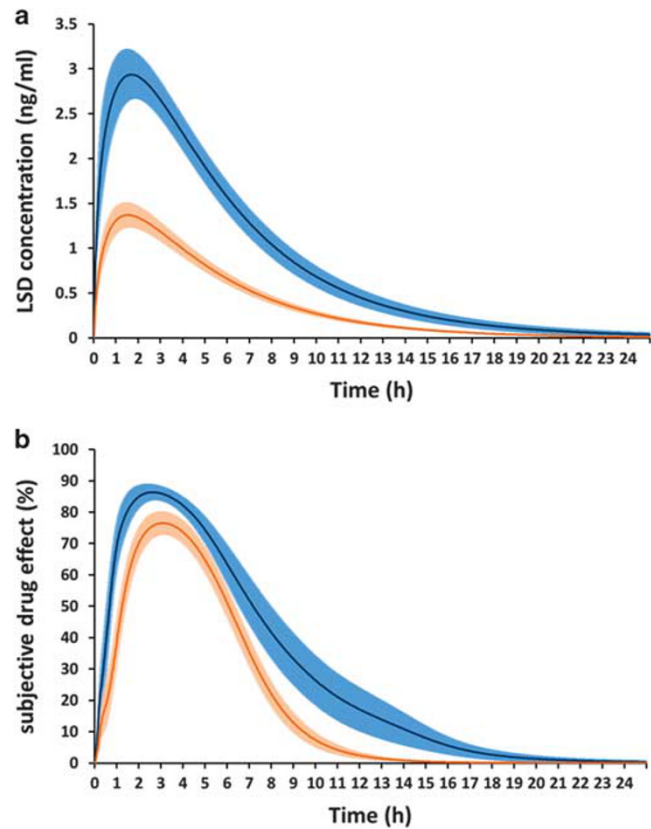 a
LSD concentration (ng/ml)
3.5
3
2.5
2
1.5
1
0.5
0
0 1 2 3 4 5 6 7 8 9 10 11 12 13 14 15 16 17 18 19 20 21 22 23 24
Time (h)
b
subjective drug effect (%)
100
90
80
70
60
50
40
30
20
10
0
0 1 2 3 4 5 6 7 8 9 10 11 12 13 14 15 16 17 18 19 20 21 22 23 24
Time (h)